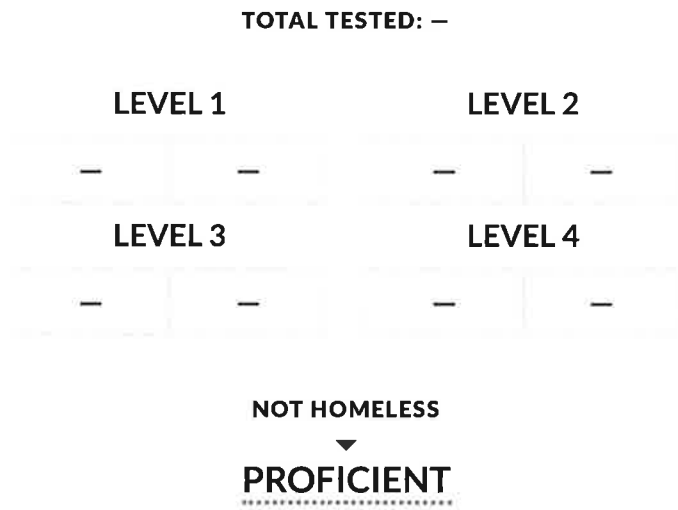 TOTAL TESTED: —
LEVEL 1 LEVEL 2
— — — —
LEVEL 3 LEVEL 4
— — — —
NOT HOMELESS
PROFICIENT